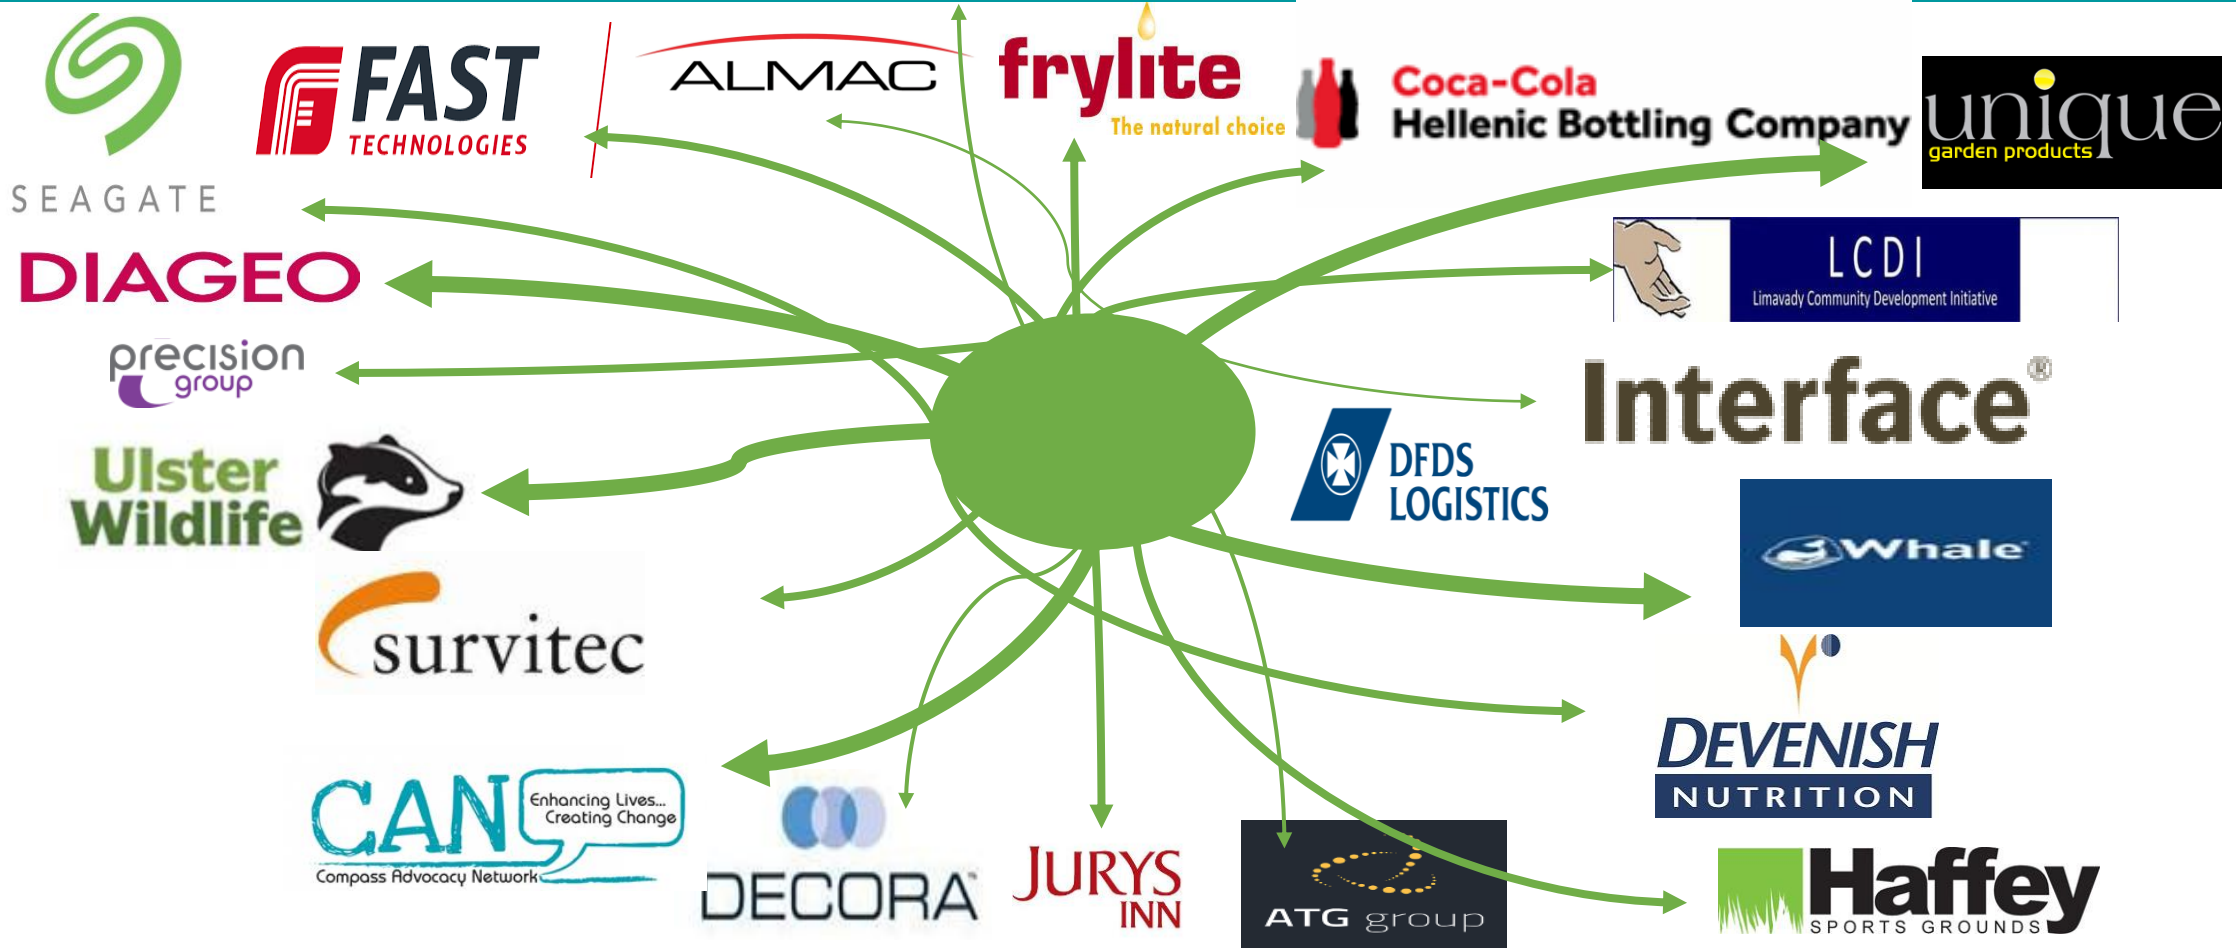 SEAGATE
FAST
TECHNOLOGIES
ALMAC
frylite
The natural choice
Coca-Cola
Hellenic Bottling Company
unique
garden products
DIAGEO
LCDI
Limavady Community Development Initiative
precision
group
Interface®
Ulster
Wildlife
DFDS
LOGISTICS
Whale
survitec
DEVENISH
NUTRITION
CAN
Enhancing Lives...
Creating Change
Compass Advocacy Network
DECORA
JURYS
INN
ATG group
Haffey
SPORTS GROUNDS